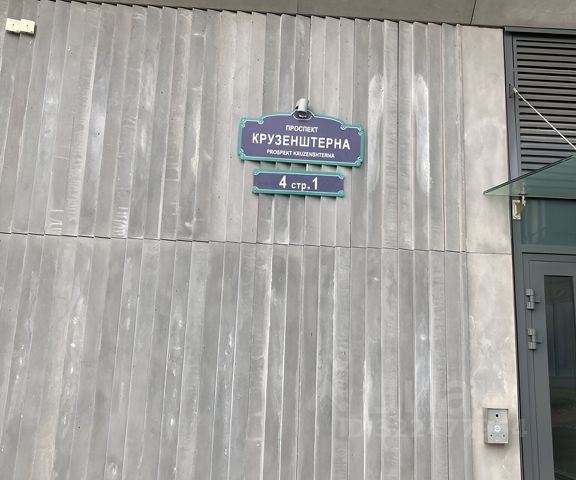 ПРОСПЕКТ
КРУЗЕНШТЕРНА
PROSPEKT KRUZENSHTERNA
4 стр.1